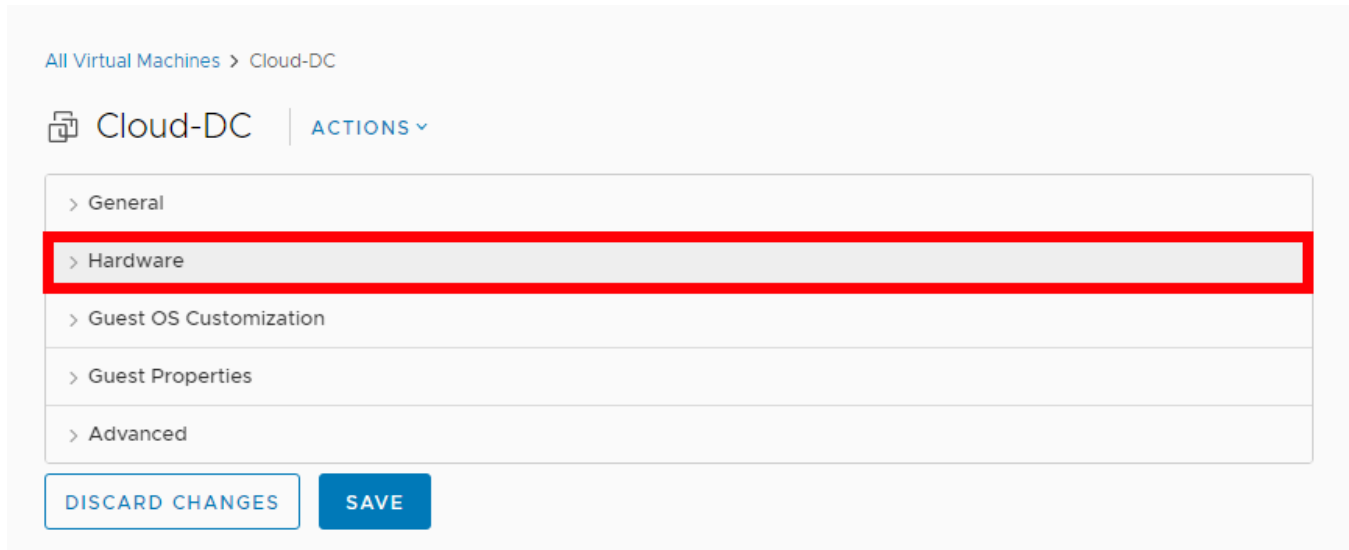 All Virtual Machines > Cloud-DC
Cloud-DC ACTIONS
General
Hardware
Guest OS Customization
Guest Properties
Advanced
DISCARD CHANGES SAVE